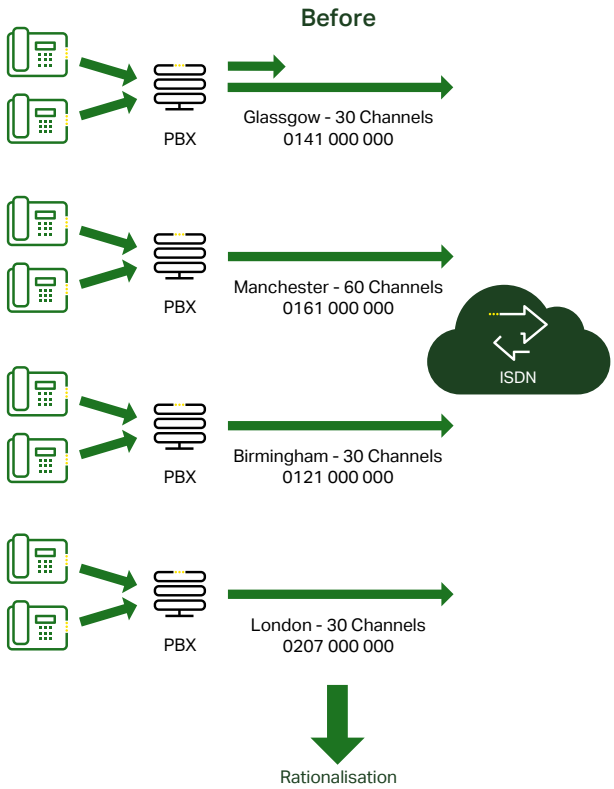 Before
PBX
Glassgow - 30 Channels
0141 000 000
PBX
Manchester - 60 Channels
0161 000 000
ISDN
PBX
Birmingham - 30 Channels
0121 000 000
PBX
London - 30 Channels
0207 000 000
Rationalisation